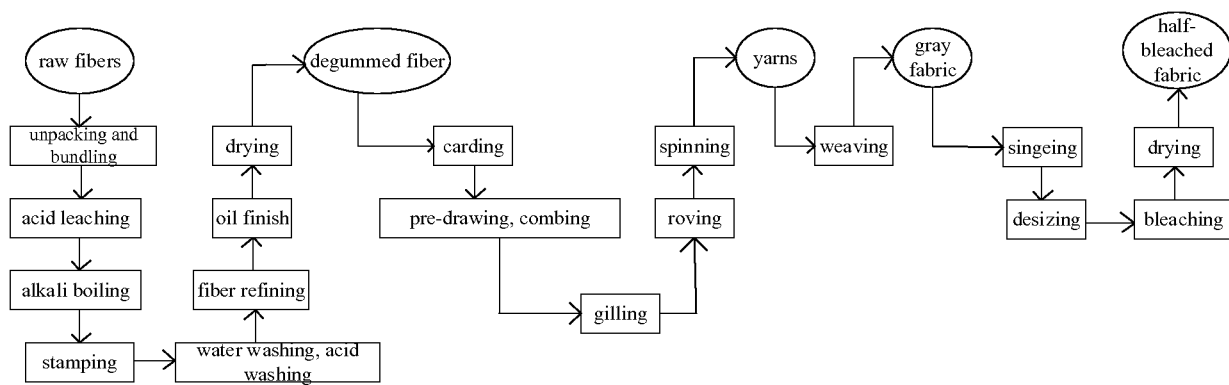 raw fibers
unpacking and
bundling
acid leaching
alkali boiling
stamping
water washing, acid
washing
fiber refining
oil finish
drying
degummed fiber
carding
pre-drawing, combing
gilling
roving
spinning
yarns
weaving
gray
fabric
singeing
desizing
bleaching
drying
half-
bleached
fabric